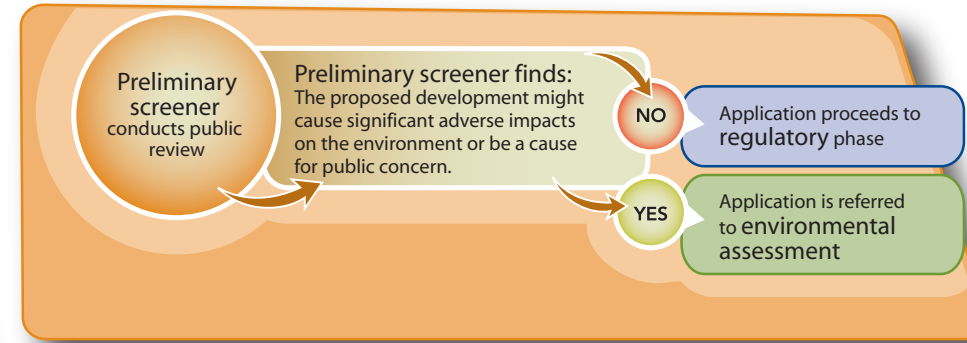 Preliminary
screener
conducts public
review
Preliminary screener finds:
The proposed development might
cause significant adverse impacts
on the environment or be a cause
for public concern.
NO
Application proceeds to
regulatory phase
YES
Application is referred
to environmental
assessment